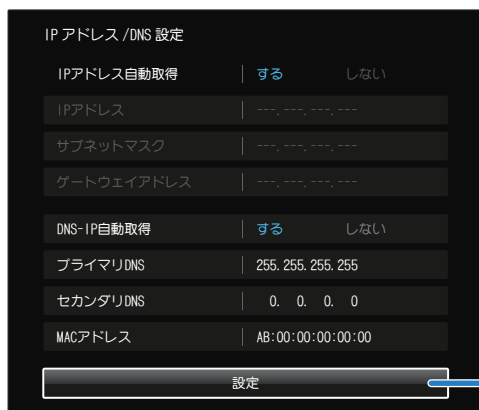 IP アドレス /DNS 設定
IPアドレス自動取得 する しない
IPアドレス ---.---.---.---
サブネットマスク ---.---.---.---
ゲートウェイアドレス ---.---.---.---
DNS-IP自動取得 する しない
プライマリDNS 255.255.255.255
セカンダリDNS 0. 0. 0. 0
MACアドレス AB:00:00:00:00:00
設定